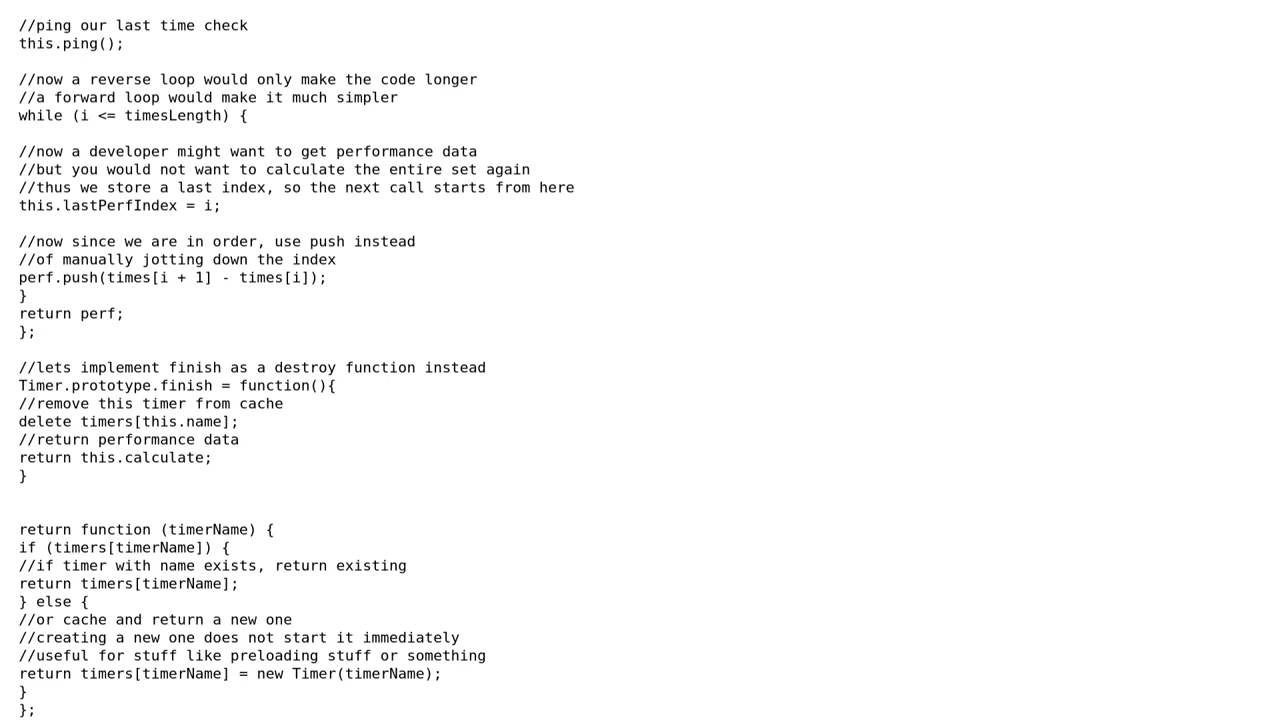 //ping our last time check
this.ping();
//now a reverse loop would only make the code longer
//a forward loop would make it much simpler
while (i <= timesLength) {
//now a developer might want to get performance data
//but you would not want to calculate the entire set again
//thus we store a last index, so the next call starts from here
this.lastPerfIndex = i;
//now since we are in order, use push instead
//of manually jotting down the index
perf.push(times[i + 1] - times[i]);
}
return perf;
};
//lets implement finish as a destroy function instead
Timer.prototype.finish = function(){
//remove this timer from cache
delete timers[this.name];
//return performance data
return this.calculate;
}
return function (timerName) {
if (timers[timerName]) {
//if timer with name exists, return existing
return timers[timerName];
} else {
//or cache and return a new one
//creating a new one does not start it immediately
//useful for stuff like preloading stuff or something
return timers[timerName] = new Timer(timerName);
}
};